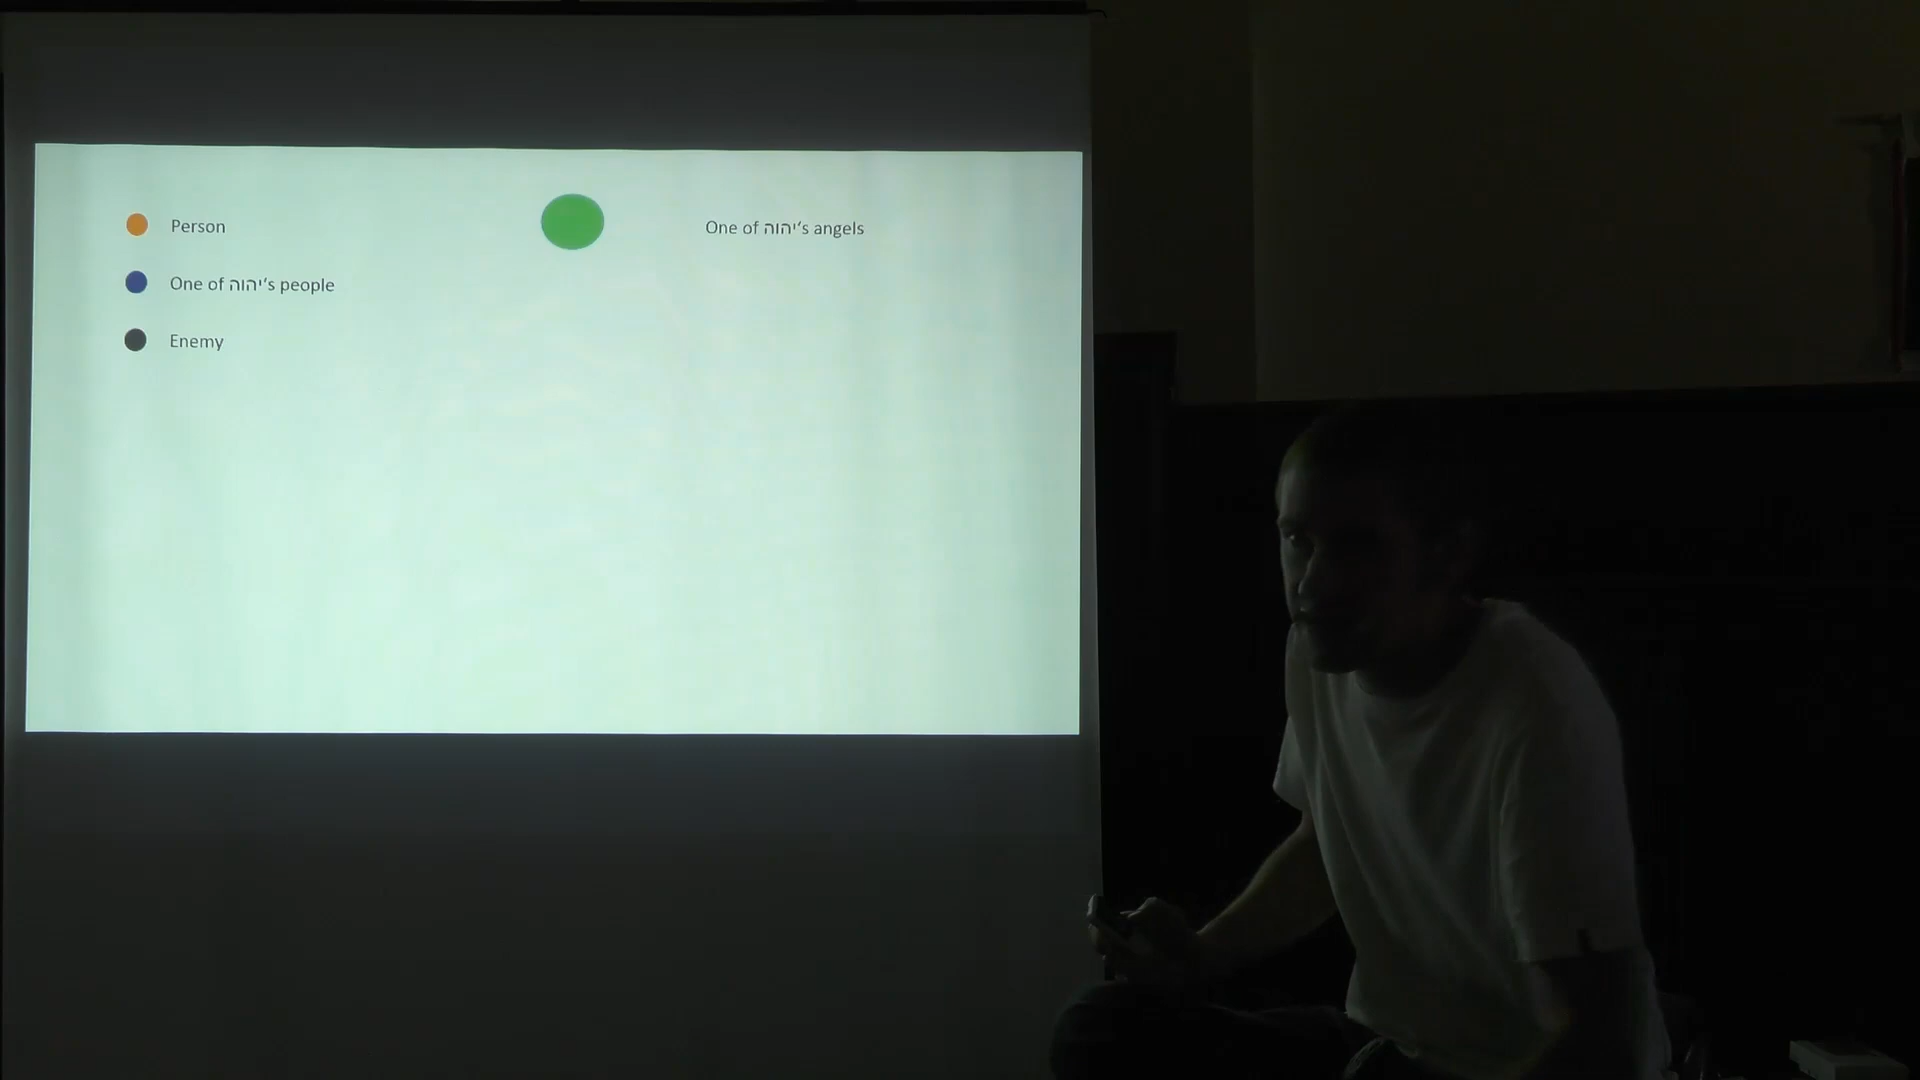 Person
One of יהוה‘s angels
One of יהוה‘s people
Enemy